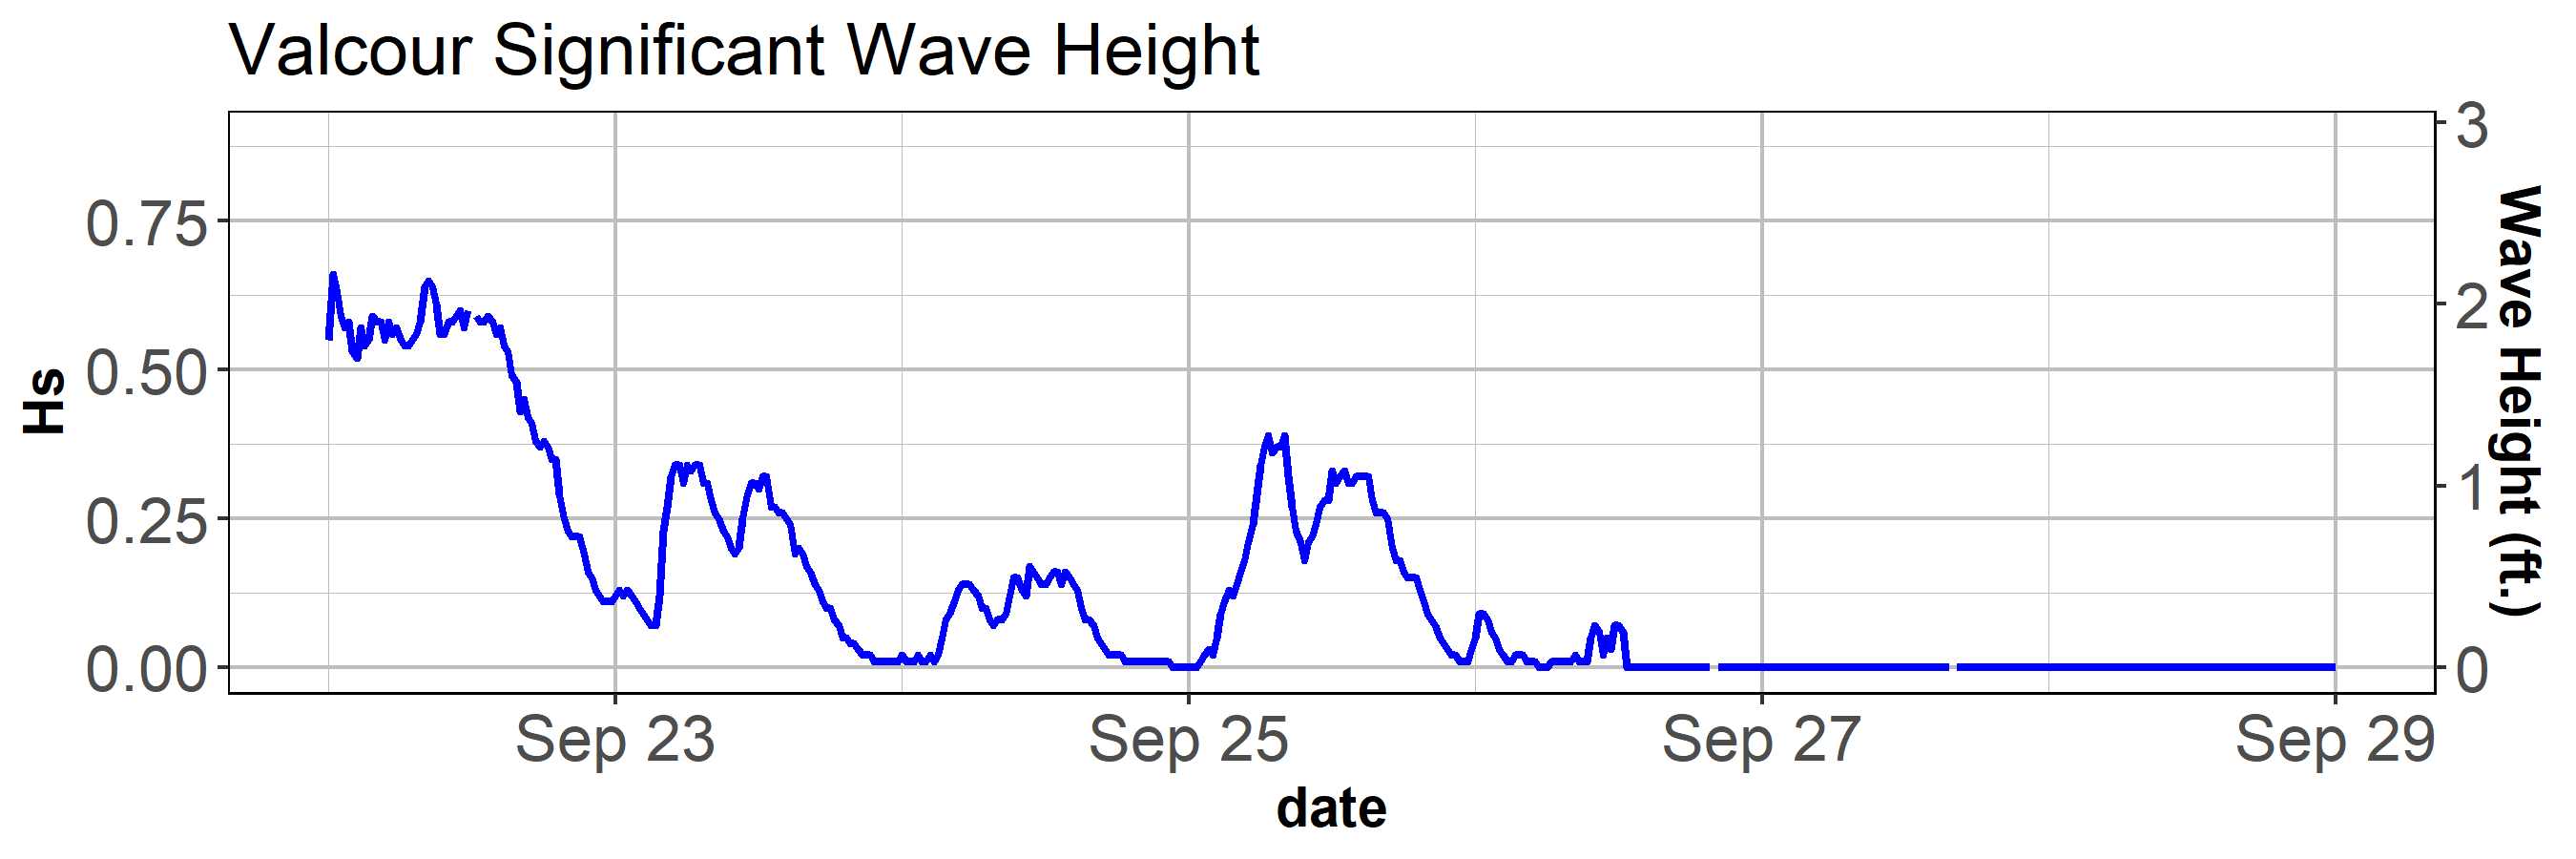 Valcour Significant Wave Height
Hs
0.75
0.50
0.25
0.00
3
2
1
0
Wave Height (ft.)
Sep 23
Sep 25
Sep 27
Sep 29
date